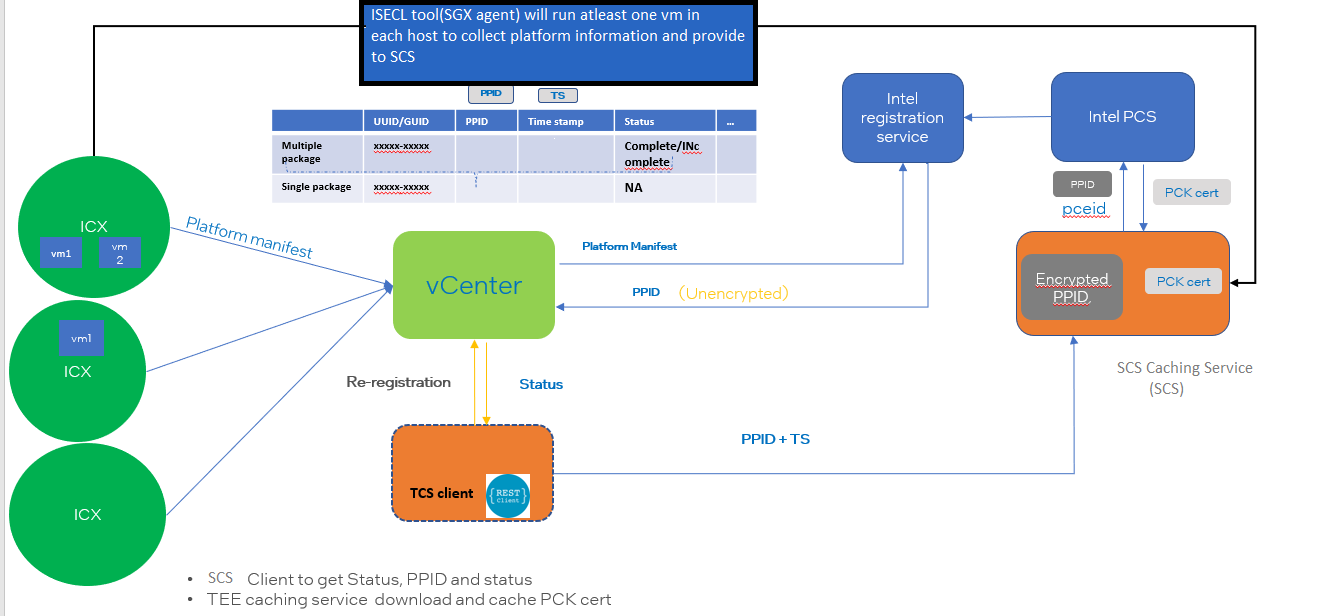 ISECL tool(SGX agent) will run atleast one vm in
each host to collect platform information and provide
to SCS
PPID
TS
UUID/GUID PPID Time stamp Status ...
Multiple
package
xxxxx-xxxxx
Complete/INc
omplete
Single package xxxxx-xxxxx NA
Intel
registration
service
Intel PCS
PPID
pceid
PCK cert
ICX
vm1
vm
2
Platform manifest
vCenter
Platform Manifest
PPID (Unencrypted)
Encrypted
PPID
PCK cert
vm1
ICX
Re-registration
Status
SCS Caching Service
(SCS)
PPID + TS
TCS client
{REST}
Client
ICX
• SCS Client to get Status, PPID and status
• TEE caching service download and cache PCK cert